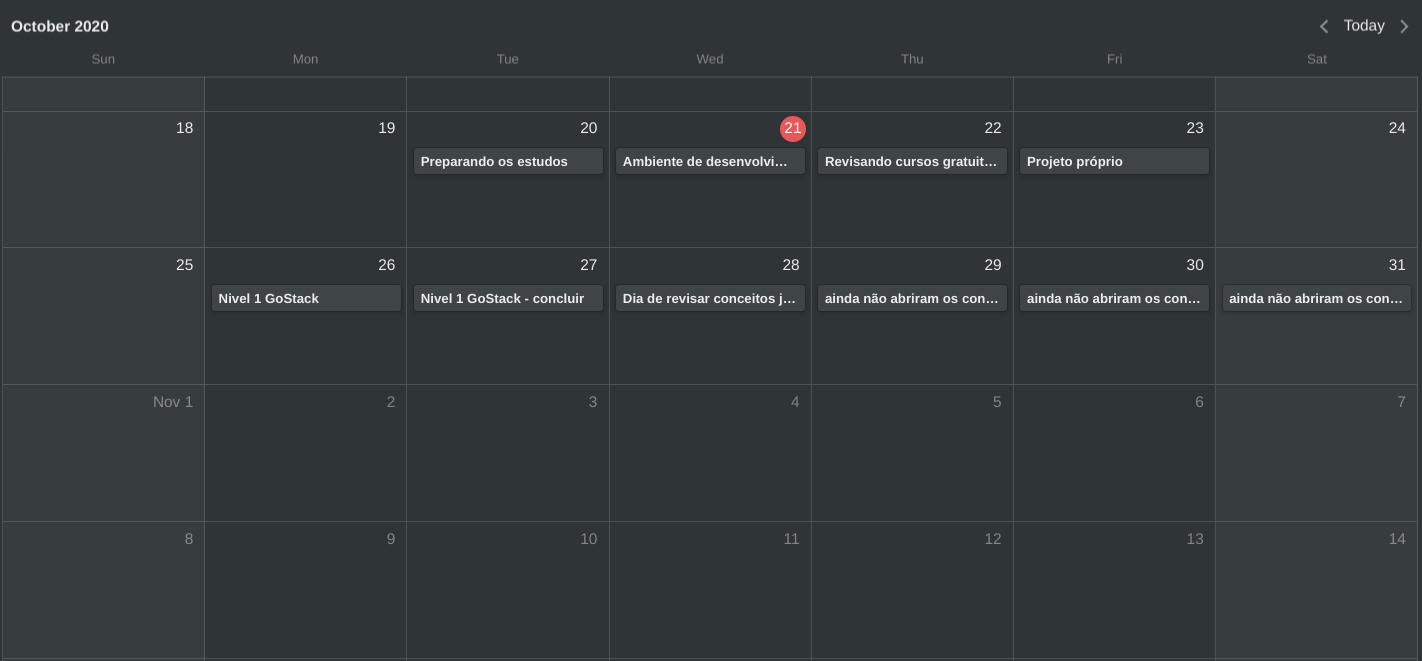 October 2020
Today
Sun Mon Tue Wed Thu Fri Sat
18 19 20 21 22 23 24
Preparando os estudos Ambiente de desenvolvi... Revisando cursos gratuit... Projeto próprio
25 26 27 28 29 30 31
Nivel 1 GoStack Nivel 1 GoStack - concluir Dia de revisar conceitos j... ainda não abriram os con... ainda não abriram os con... ainda não abriram os con...
Nov 1 2 3 4 5 6 7
8 9 10 11 12 13 14